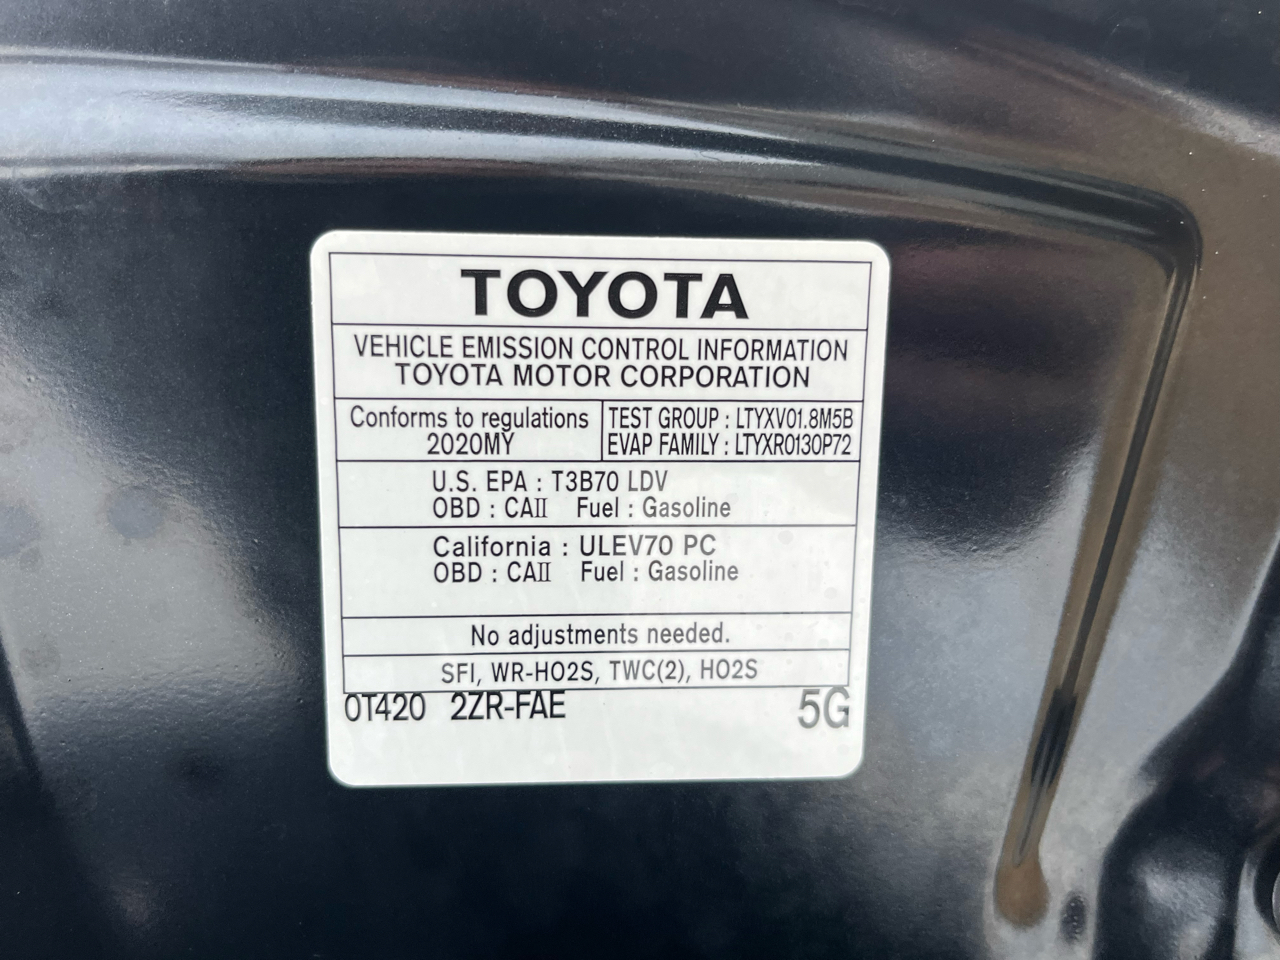 TOYOTA
VEHICLE EMISSION CONTROL INFORMATION
TOYOTA MOTOR CORPORATION
Conforms to regulations
2020MY
TEST GROUP : LTYXV01.8M5B
EVAP FAMILY : LTYXR0130P72
U.S. EPA : T3B70 LDV
OBD : CAII Fuel : Gasoline
California : ULEV70 PC
OBD : CAII Fuel : Gasoline
No adjustments needed.
SFI, WR-HO2S, TWC(2), HO2S
0T420 2ZR-FAE 5G